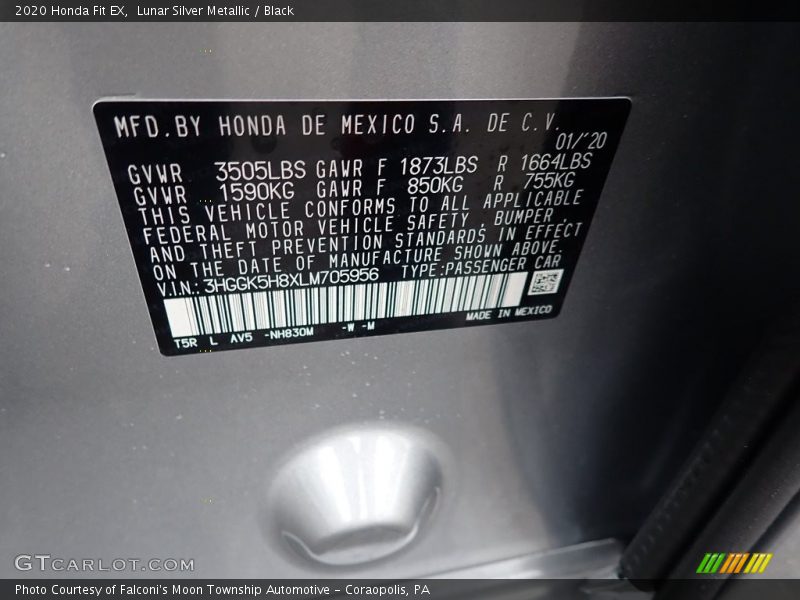 2020 Honda Fit EX,  Lunar Silver Metallic / Black
MFD. BY HONDA DE MEXICO S.A. DE C.V.
01/'20
GVWR 3505LBS GAWR F 1873LBS R 1664LBS
GVWR 1590KG GAWR F 850KG R 755KG
THIS VEHICLE CONFORMS TO ALL APPLICABLE
FEDERAL MOTOR VEHICLE SAFETY, BUMPER,
AND THEFT PREVENTION STANDARDS IN EFFECT
ON THE DATE OF MANUFACTURE SHOWN ABOVE.
V.I.N.: 3HGGK5H8XLM705956 TYPE:PASSENGER CAR
MADE IN MEXICO
T5R L AV5 -NH830M -W -M
GTCARLOT.COM
Photo Courtesy of Falconi's Moon Township Automotive – Coraopolis, PA